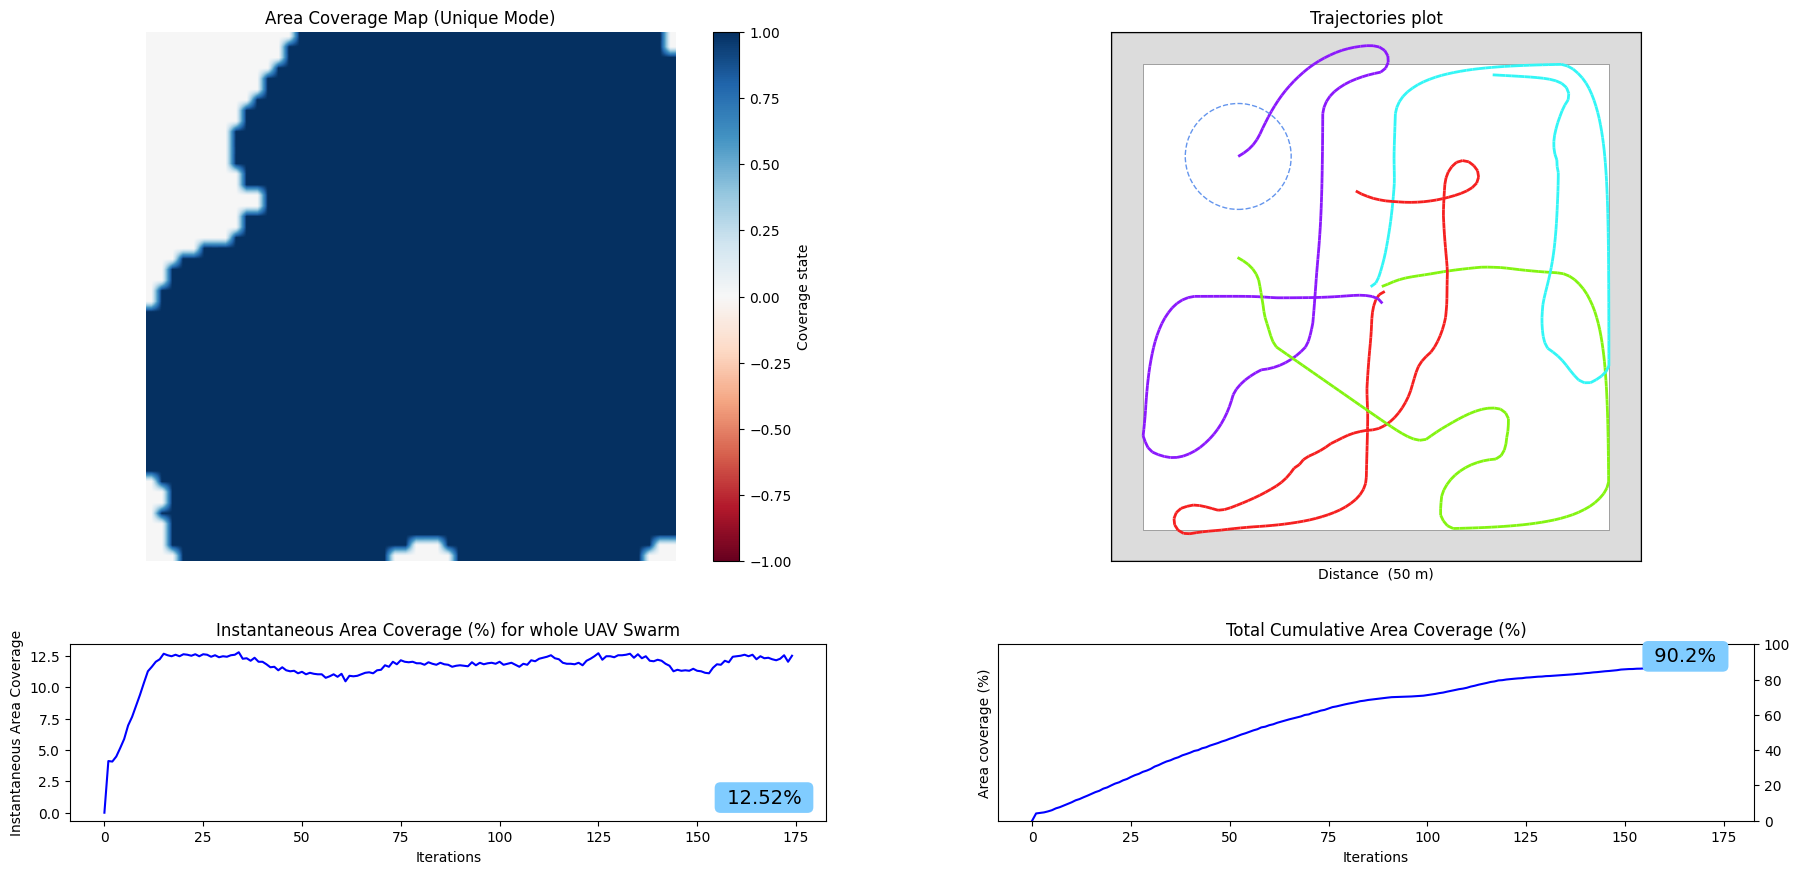 Area Coverage Map (Unique Mode)
1.00
0.75
0.50
0.25
0.00
−0.25
−0.50
−0.75
−1.00
Coverage state
Trajectories plot
Distance (50 m)
Instantaneous Area Coverage (%) for whole UAV Swarm
Instantaneous Area Coverage
12.5
10.0
7.5
5.0
2.5
0.0
12.52%
0 25 50 75 100 125 150 175
Iterations
Total Cumulative Area Coverage (%)
Area coverage (%)
90.2%
100
80
60
40
20
0
0 25 50 75 100 125 150 175
Iterations